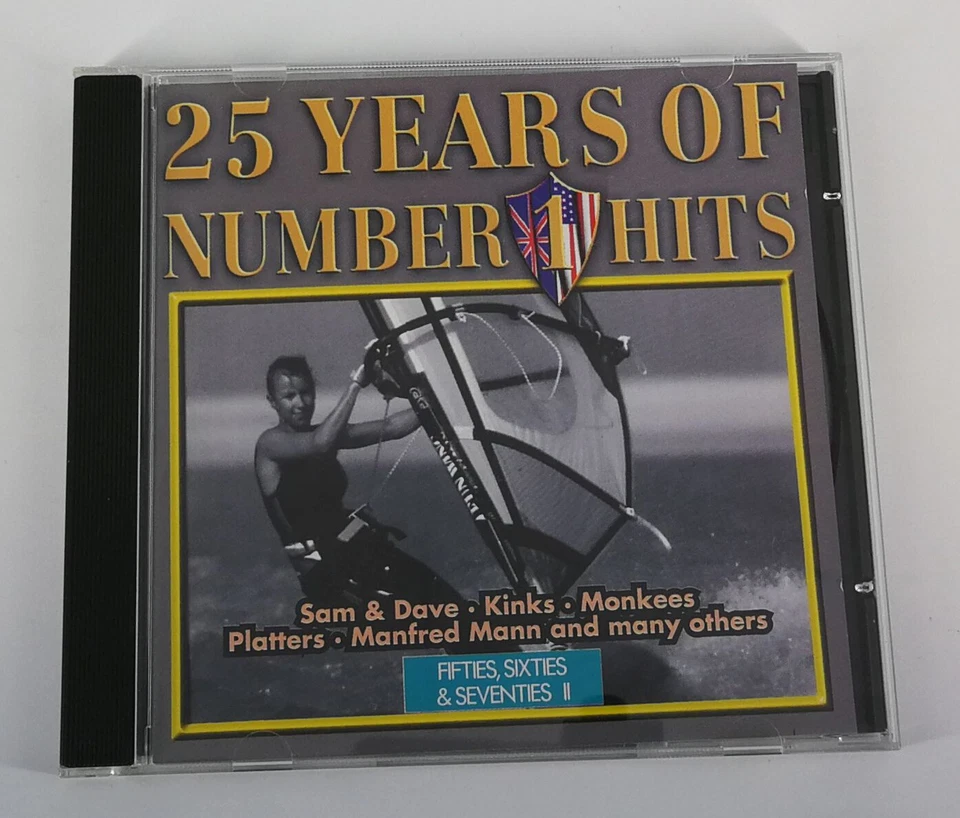 25 YEARS OF
NUMBER 1 HITS
Sam & Dave • Kinks • Monkees
Platters • Manfred Mann and many others
FIFTIES, SIXTIES
& SEVENTIES II